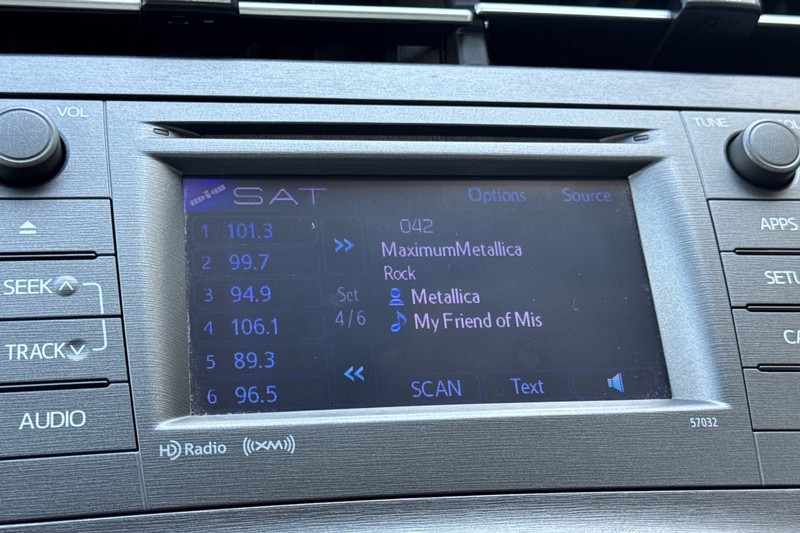 VOL
TUNE
SAT
Options
Source
1 101.3
2 99.7
3 94.9
4 106.1
5 89.3
6 96.5
Set
4/6
042
MaximumMetallica
Rock
Metallica
My Friend of Mis
SCAN
Text
SEEK
TRACK
AUDIO
APPS
SETU
CA
HD Radio
XM
57032